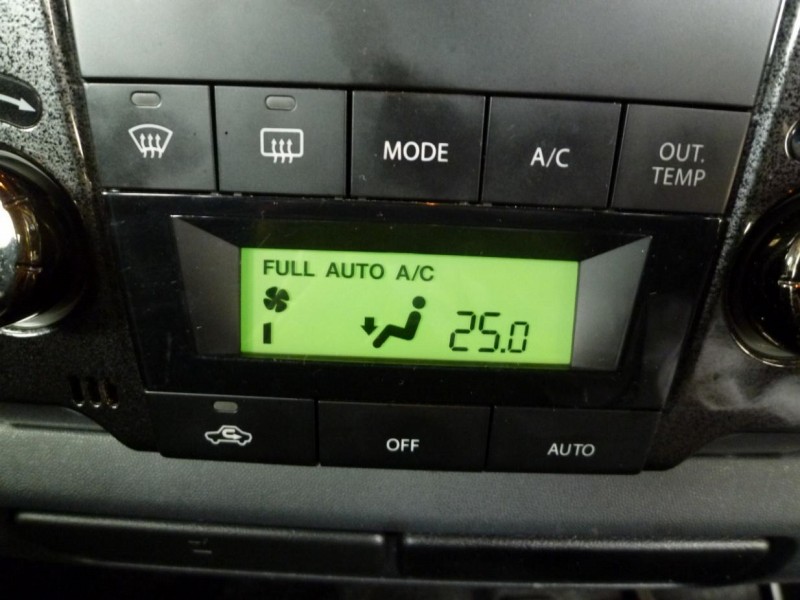 MODE
A/C
OUT.
TEMP
FULL AUTO A/C
25.0
OFF
AUTO